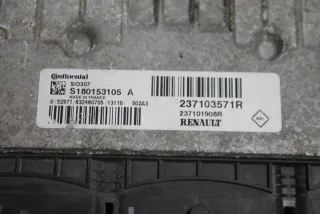 Continental
SID307
S180153105 A
MADE IN FRANCE
237103571R
237101908R
RENAULT